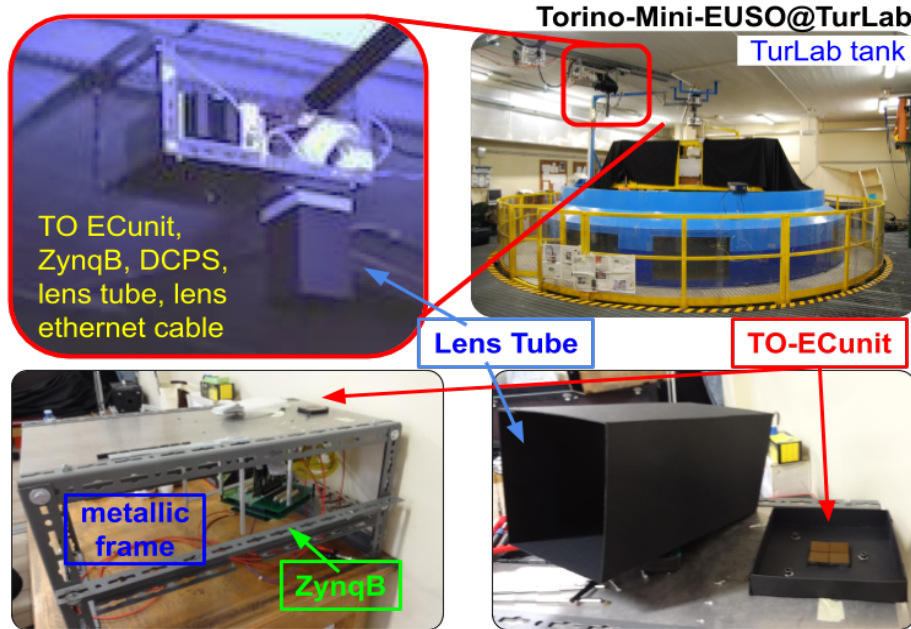 Torino-Mini-EUSO@TurLab
TurLab tank
TO ECunit,
ZynqB, DCPS,
lens tube, lens
ethernet cable
Lens Tube
TO-ECunit
metallic
frame
ZynqB